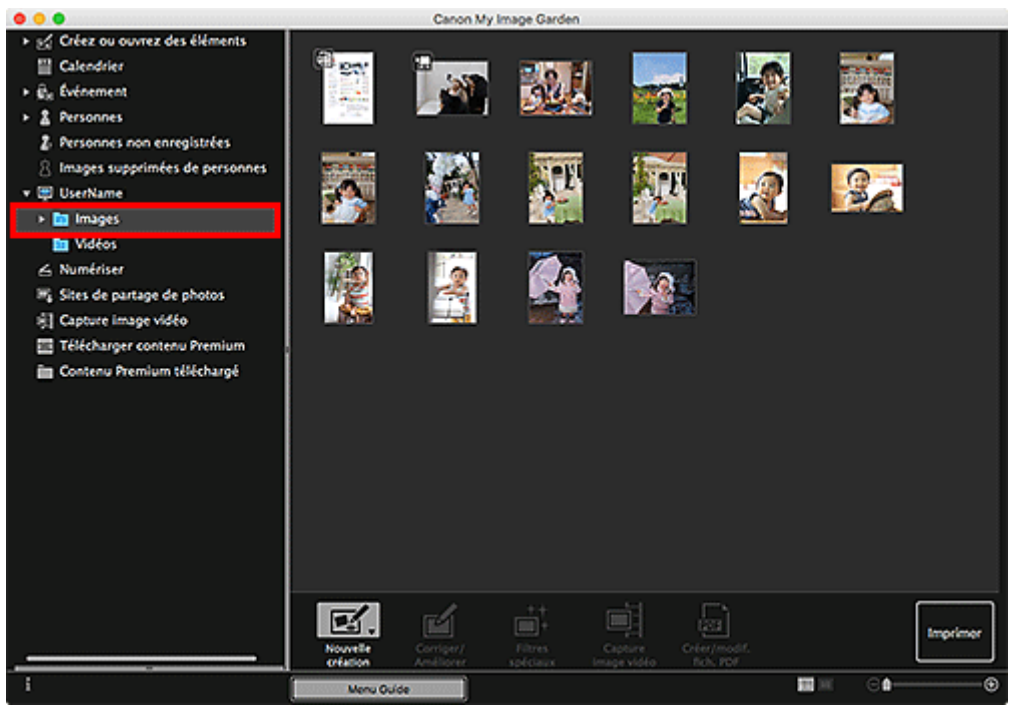 Canon My Image Garden
Créez ou ouvrez des éléments
Calendrier
Événement
Personnes
Personnes non enregistrées
Images supprimées de personnes
UserName
Images
Vidéos
Numériser
Sites de partage de photos
Capture image vidéo
Télécharger contenu Premium
Contenu Premium téléchargé
Nouvelle
création
Corriger/
Améliorer
Filtres
spéciaux
Capture
image vidéo
Créer/modif.
fich. PDF
Imprimer
Menu Guide